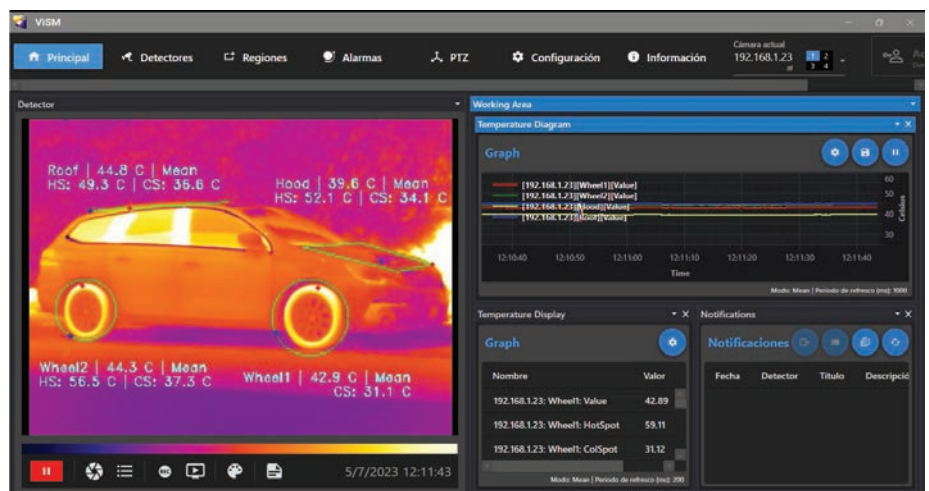 ViSM
Principal
Detectores
Regiones
Alarmas
PTZ
Configuración
Información
Cámara actual
192.168.1.23
1 2
3 4
Detector
Working Area
Temperature Diagram
Graph
[192.168.1.23][Wheel1][Value]
[192.168.1.23][Wheel2][Value]
[192.168.1.23][Hood][Value]
[192.168.1.23][Roof][Value]
60
50
40
30
Celsius
12:10:40 12:10:50 12:11:00 12:11:10 12:11:20 12:11:30 12:11:40
Time
Modo: Mean | Periodo de refresco (ms): 1000
Roof | 44.8 C | Mean
HS: 49.3 C | CS: 36.6 C
Hood | 39.6 C | Mean
HS: 52.1 C | CS: 34.1 C
Wheel2 | 44.3 C | Mean
HS: 56.5 C | CS: 37.3 C
Wheel1 | 42.9 C | Mean
CS: 31.1 C
REC
5/7/2023 12:11:43
Temperature Display
Graph
Nombre Valor
192.168.1.23: Wheel1: Value 42.89
192.168.1.23: Wheel1: HotSpot 59.11
192.168.1.23: Wheel1: ColSpot 31.12
Modo: Mean | Periodo de refresco (ms): 200
Notifications
Notificaciones
Fecha Detector Título Descripció